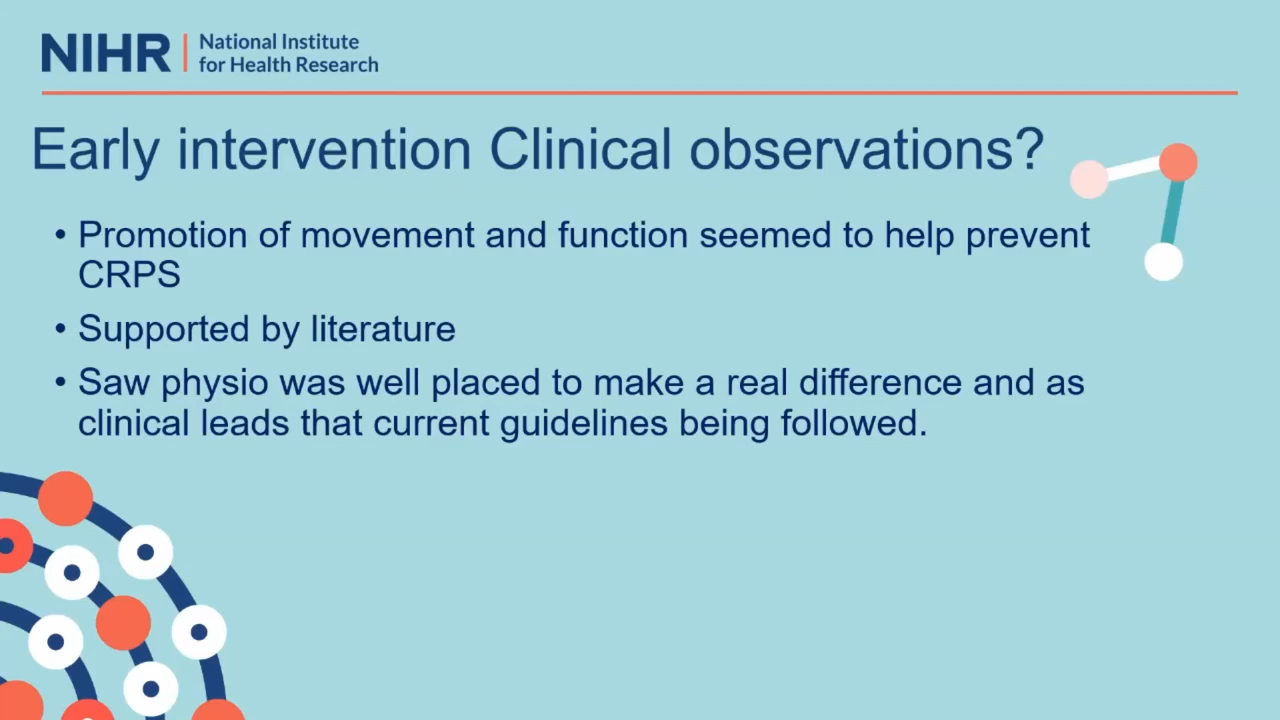 NIHR
National Institute
for Health Research
Early intervention Clinical observations?
• Promotion of movement and function seemed to help prevent
CRPS
• Supported by literature
• Saw physio was well placed to make a real difference and as
clinical leads that current guidelines being followed.